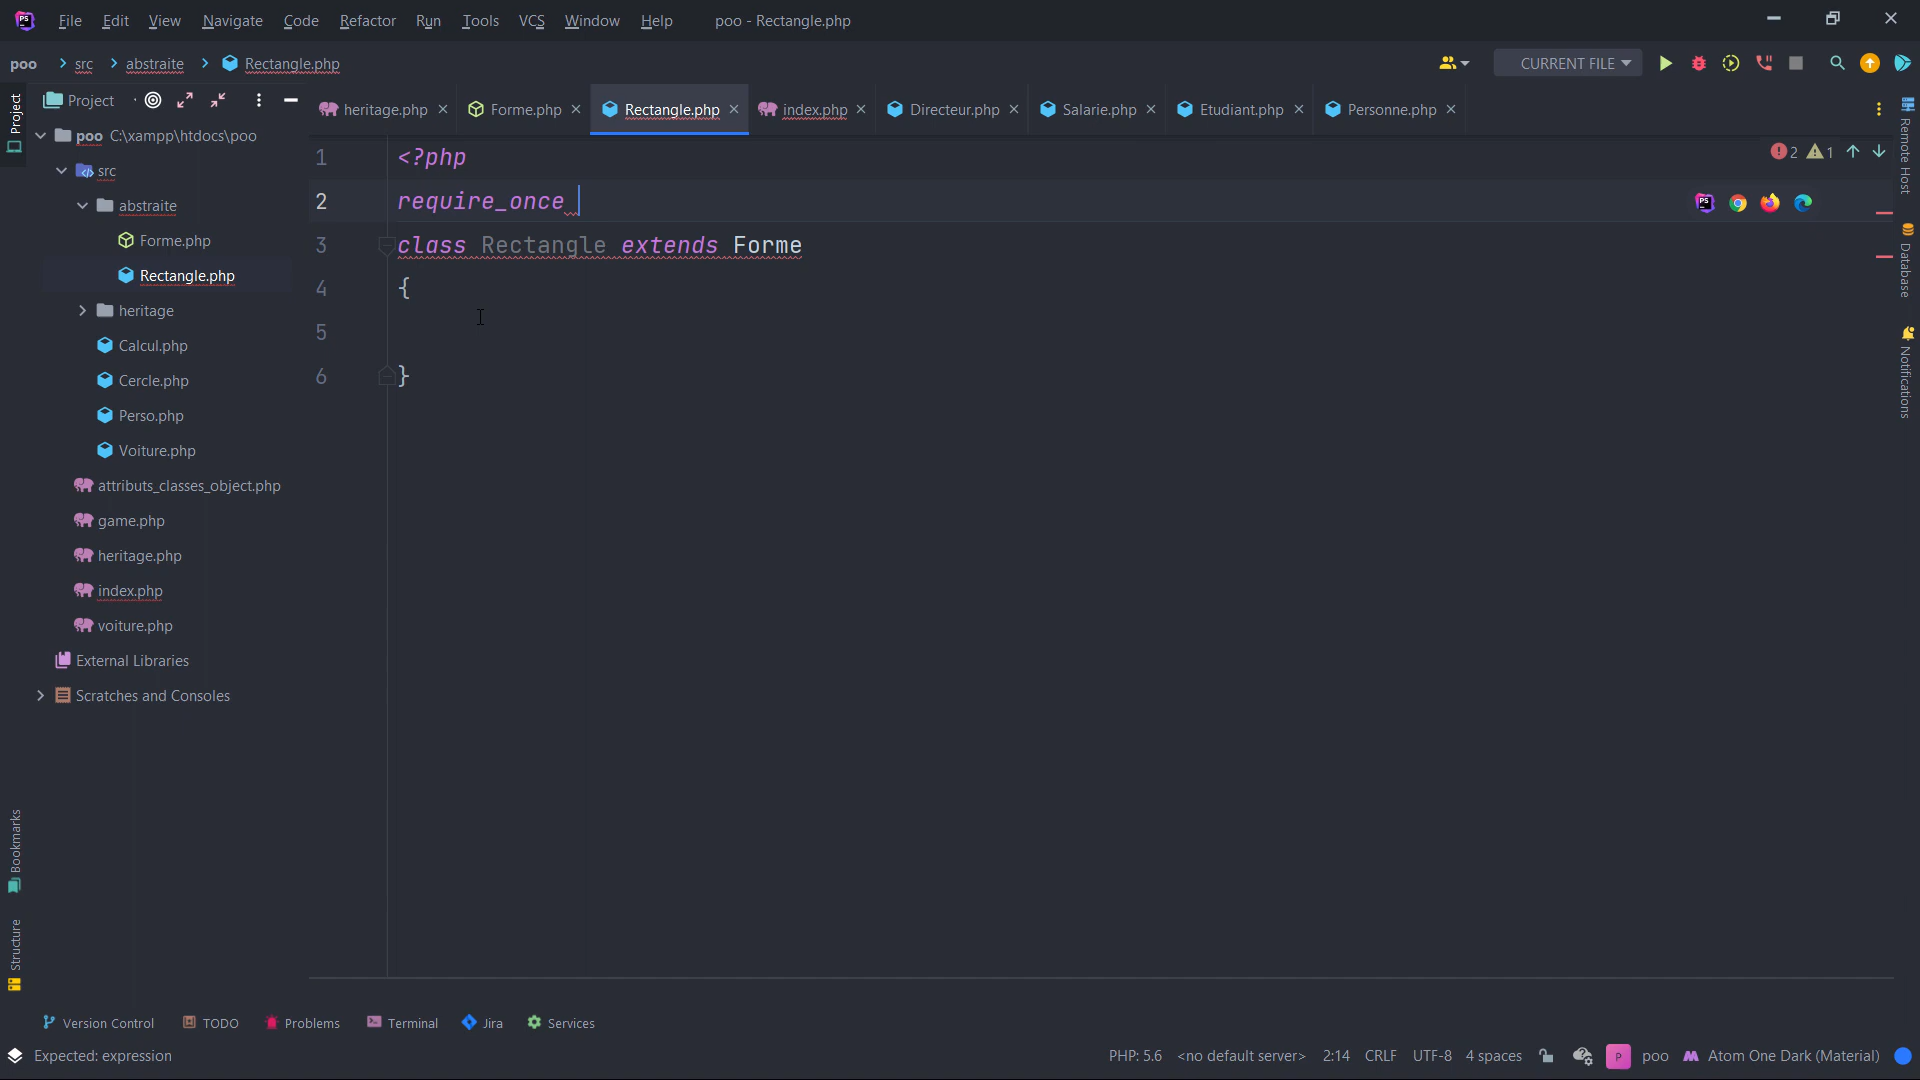 PS File Edit View Navigate Code Refactor Run Tools VCS Window Help poo - Rectangle.php
poo src abstraite Rectangle.php CURRENT FILE
Project
heritage.php Forme.php Rectangle.php index.php Directeur.php Salarie.php Etudiant.php Personne.php
Project
poo C:\xampp\htdocs\poo
src
abstraite
Forme.php
Rectangle.php
heritage
Calcul.php
Cercle.php
Perso.php
Voiture.php
attributs_classes_object.php
game.php
heritage.php
index.php
voiture.php
External Libraries
Scratches and Consoles
Bookmarks
Structure
1 <?php
2 require_once
3 class Rectangle extends Forme
4 {
5
6 }
2 1
Remote Host
Database
Notifications
Version Control TODO Problems Terminal Jira Services
Expected: expression PHP: 5.6 <no default server> 2:14 CRLF UTF-8 4 spaces P poo Atom One Dark (Material)